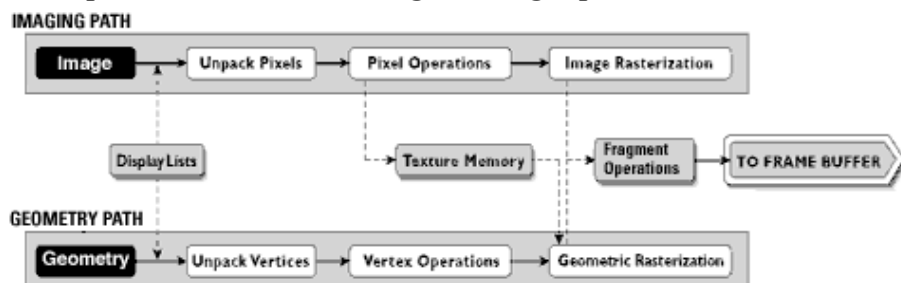 IMAGING PATH
Image
Unpack Pixels
Pixel Operations
Image Rasterization
Display Lists
Texture Memory
Fragment
Operations
TO FRAME BUFFER
GEOMETRY PATH
Geometry
Unpack Vertices
Vertex Operations
Geometric Rasterization